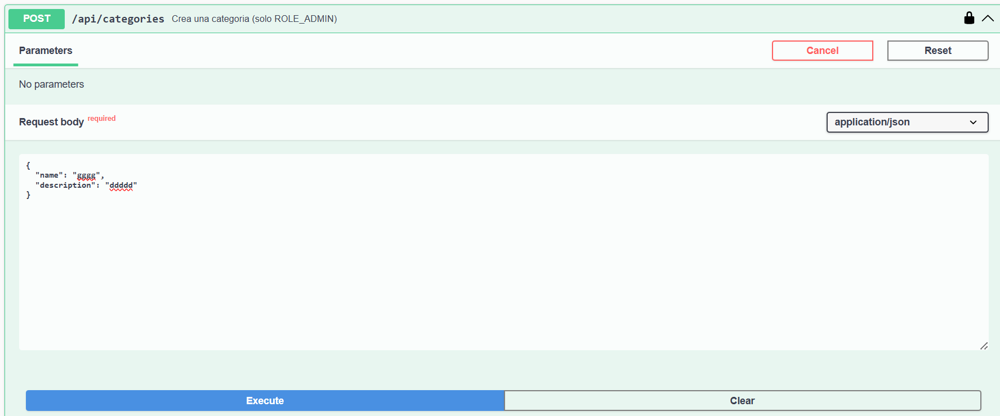 POST /api/categories Crea una categoria (solo ROLE_ADMIN)
Parameters Cancel Reset
No parameters
Request body required application/json
{
  "name": "gggg",
  "description": "ddddd"
}
Execute Clear